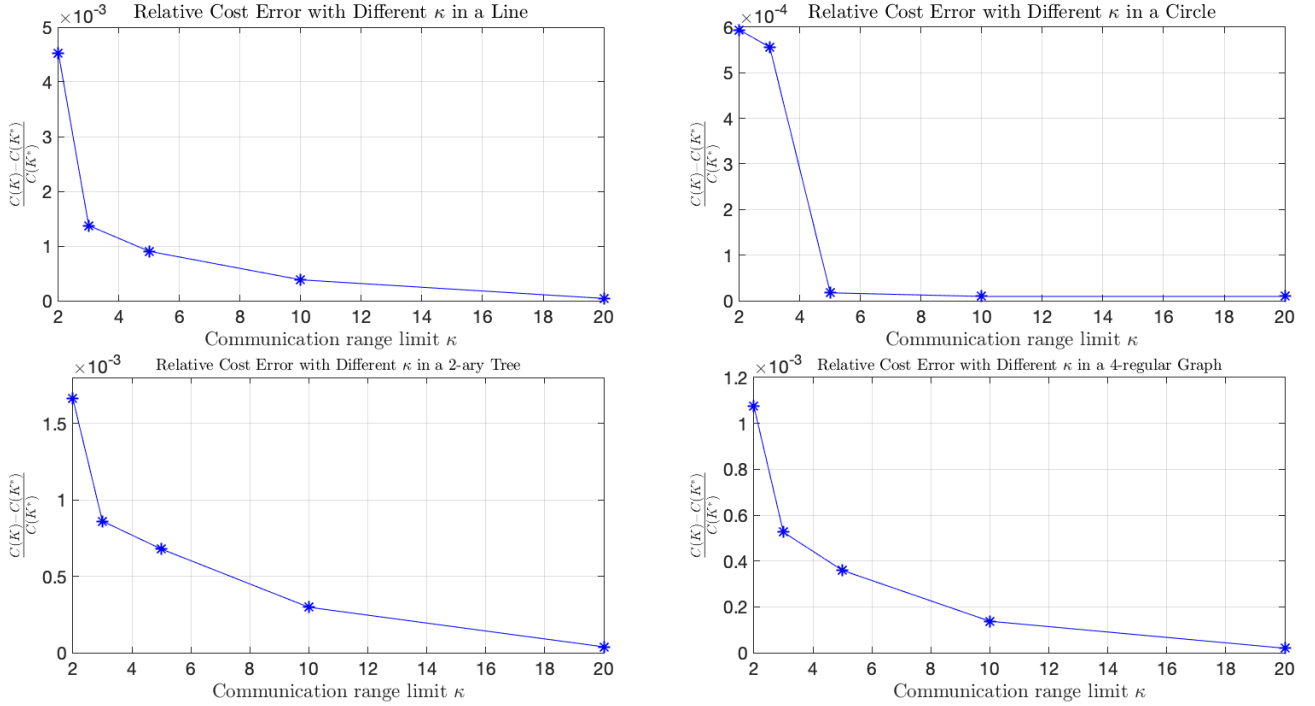 Relative Cost Error with Different κ in a Line
×10⁻³
5
4
3
2
1
0
C(K)−C(K*)
C(K*)
2 4 6 8 10 12 14 16 18 20
Communication range limit κ
Relative Cost Error with Different κ in a Circle
×10⁻⁴
6
5
4
3
2
1
0
C(K)−C(K*)
C(K*)
2 4 6 8 10 12 14 16 18 20
Communication range limit κ
Relative Cost Error with Different κ in a 2-ary Tree
×10⁻³
1.5
1
0.5
0
C(K)−C(K*)
C(K*)
2 4 6 8 10 12 14 16 18 20
Communication range limit κ
Relative Cost Error with Different κ in a 4-regular Graph
×10⁻³
1.2
1
0.8
0.6
0.4
0.2
0
C(K)−C(K*)
C(K*)
2 4 6 8 10 12 14 16 18 20
Communication range limit κ